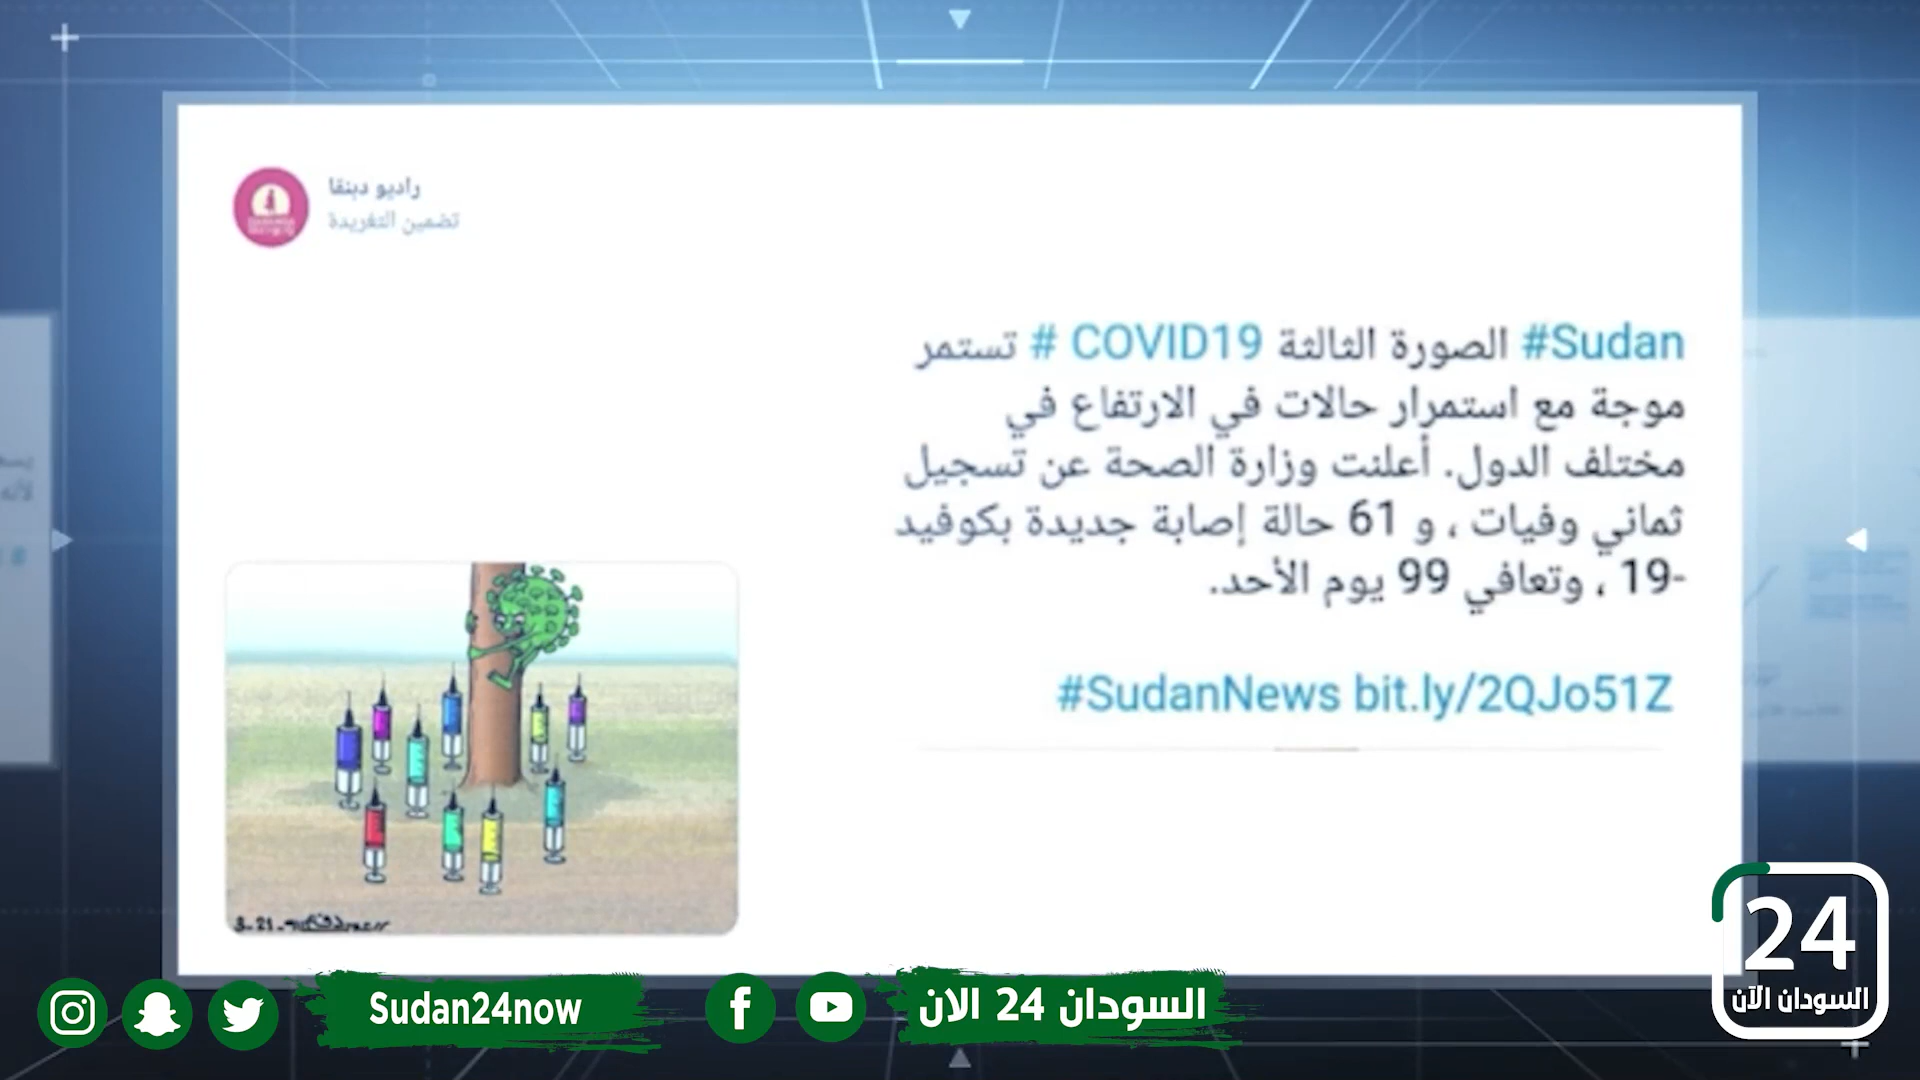 راديو دبنقا
تضمين التغريدة
#Sudan الصورة الثالثة COVID19 # تستمر
موجة مع استمرار حالات في الارتفاع في
مختلف الدول. أعلنت وزارة الصحة عن تسجيل
ثماني وفيات ، و 61 حالة إصابة جديدة بكوفيد
-19 ، وتعافي 99 يوم الأحد.
#SudanNews bit.ly/2QJo51Z
3-21
Sudan24now
السودان 24 الان
24
السودان الآن